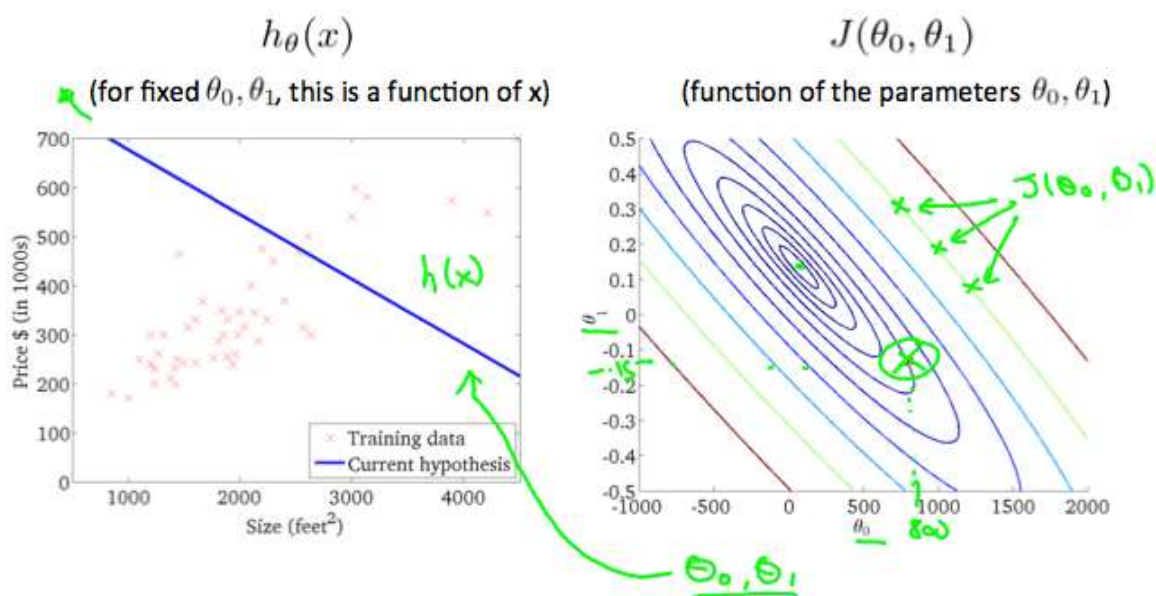 h_θ(x)
(for fixed θ₀, θ₁, this is a function of x)
700
600
500
400
300
200
100
0
Price $ (in 1000s)
h(x)
Training data
Current hypothesis
1000
2000
3000
4000
Size (feet²)
θ₀, θ₁
J(θ₀, θ₁)
(function of the parameters θ₀, θ₁)
0.5
0.4
0.3
0.2
0.1
0
-0.1
-0.2
-0.3
-0.4
-0.5
θ₁
-.15
J(θ₀, θ₁)
-1000
-500
0
500
1000
1500
2000
θ₀
800